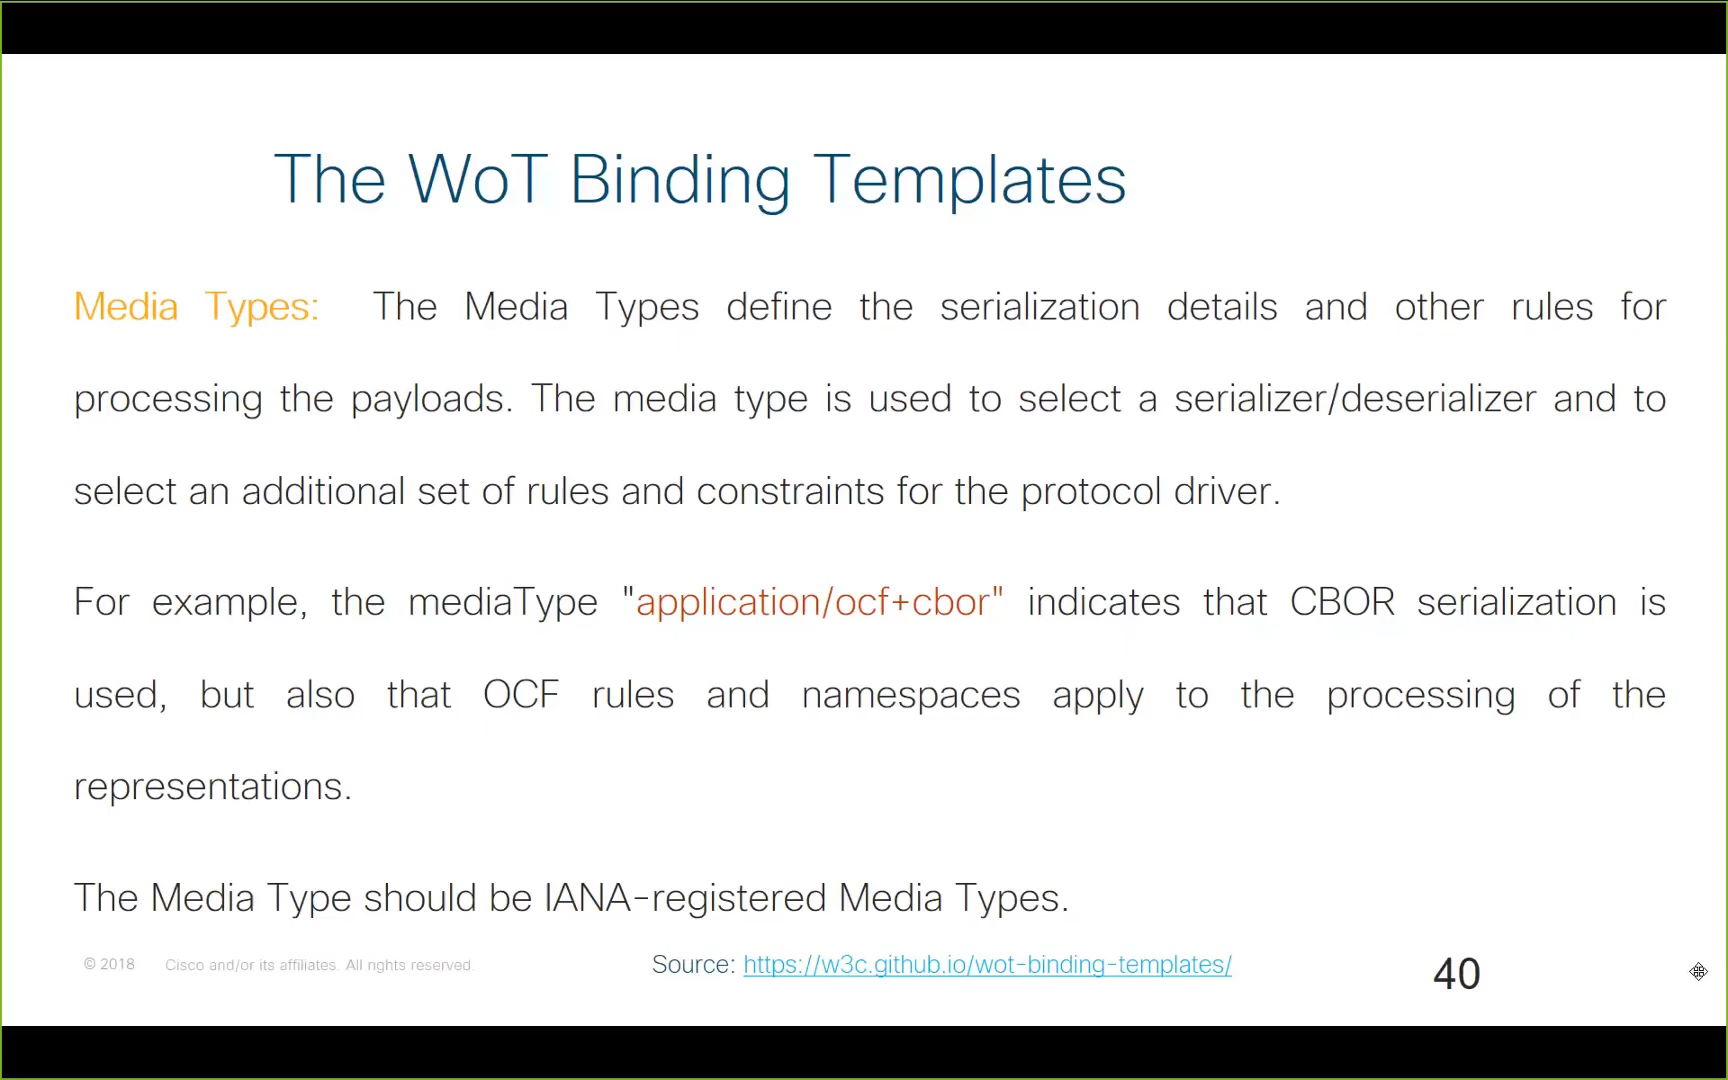 The WoT Binding Templates
Media Types: The Media Types define the serialization details and other rules for
processing the payloads. The media type is used to select a serializer/deserializer and to
select an additional set of rules and constraints for the protocol driver.
For example, the mediaType "application/ocf+cbor" indicates that CBOR serialization is
used, but also that OCF rules and namespaces apply to the processing of the
representations.
The Media Type should be IANA-registered Media Types.
© 2018 Cisco and/or its affiliates. All rights reserved.
Source: https://w3c.github.io/wot-binding-templates/
40